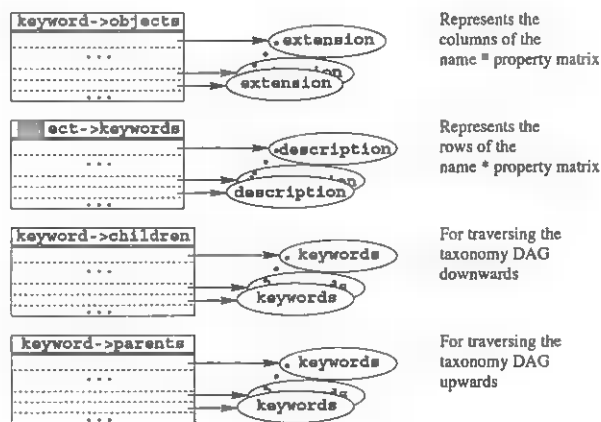 keyword->objects
. . .
. . .
extension
extension
Represents the
columns of the
name * property matrix
ect->keywords
. . .
. . .
description
description
Represents the
rows of the
name * property matrix
keyword->children
. . .
. . .
keywords
keywords
For traversing the
taxonomy DAG
downwards
keyword->parents
. . .
. . .
keywords
keywords
For traversing the
taxonomy DAG
upwards